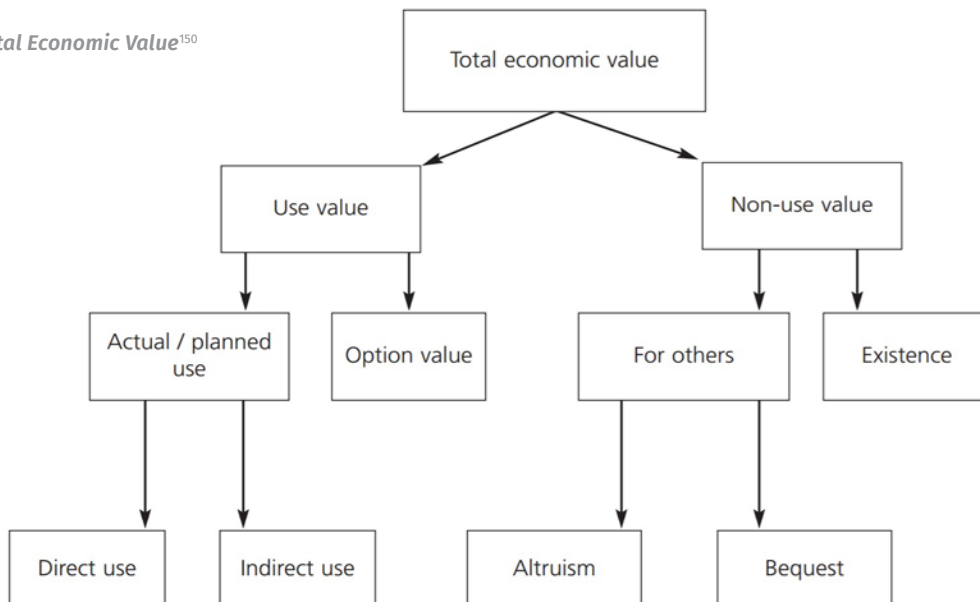 tal Economic Value150
Total economic value
Use value
Non-use value
Actual / planned
use
Option value
For others
Existence
Direct use
Indirect use
Altruism
Bequest